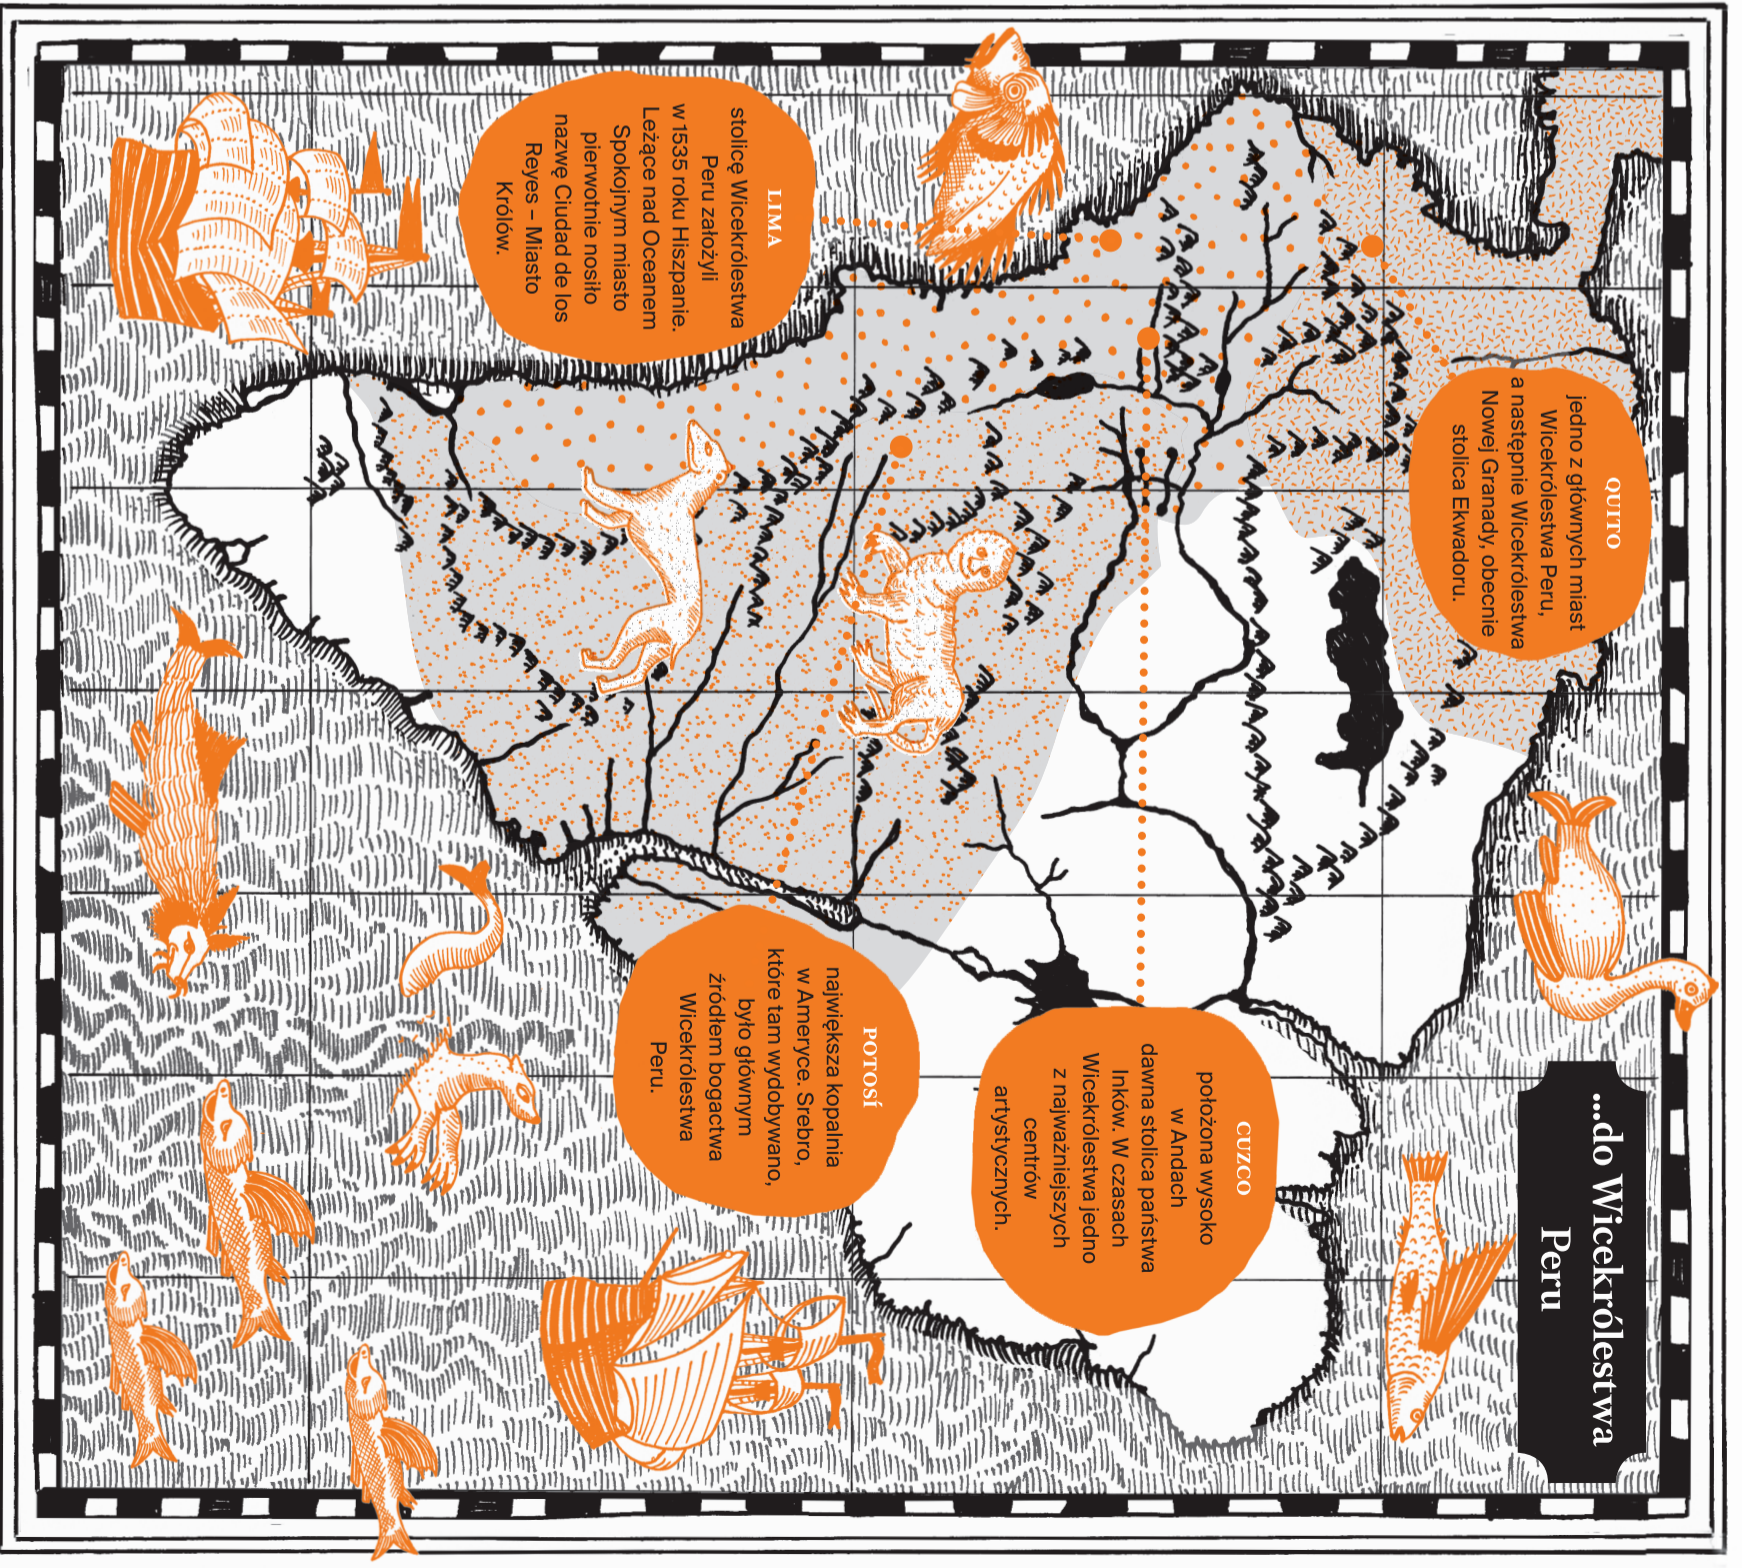 ...do Wicekrólestwa
Peru
QUITO
jedno z głównych miast
Wicekrólestwa Peru,
a następnie Wicekrólestwa
Nowej Granady, obecnie
stolica Ekwadoru.
LIMA
stolicę Wicekrólestwa
Peru założyli
w 1535 roku Hiszpanie.
Leżące nad Oceanem
Spokojnym miasto
pierwotnie nosiło
nazwę Ciudad de los
Reyes – Miasto
Królów.
CUZCO
położona wysoko
w Andach
dawna stolica państwa
Inków. W czasach
Wicekrólestwa jedno
z najważniejszych
centrów
artystycznych.
POTOSÍ
największa kopalnia
w Ameryce. Srebro,
które tam wydobywano,
było głównym
źródłem bogactwa
Wicekrólestwa
Peru.